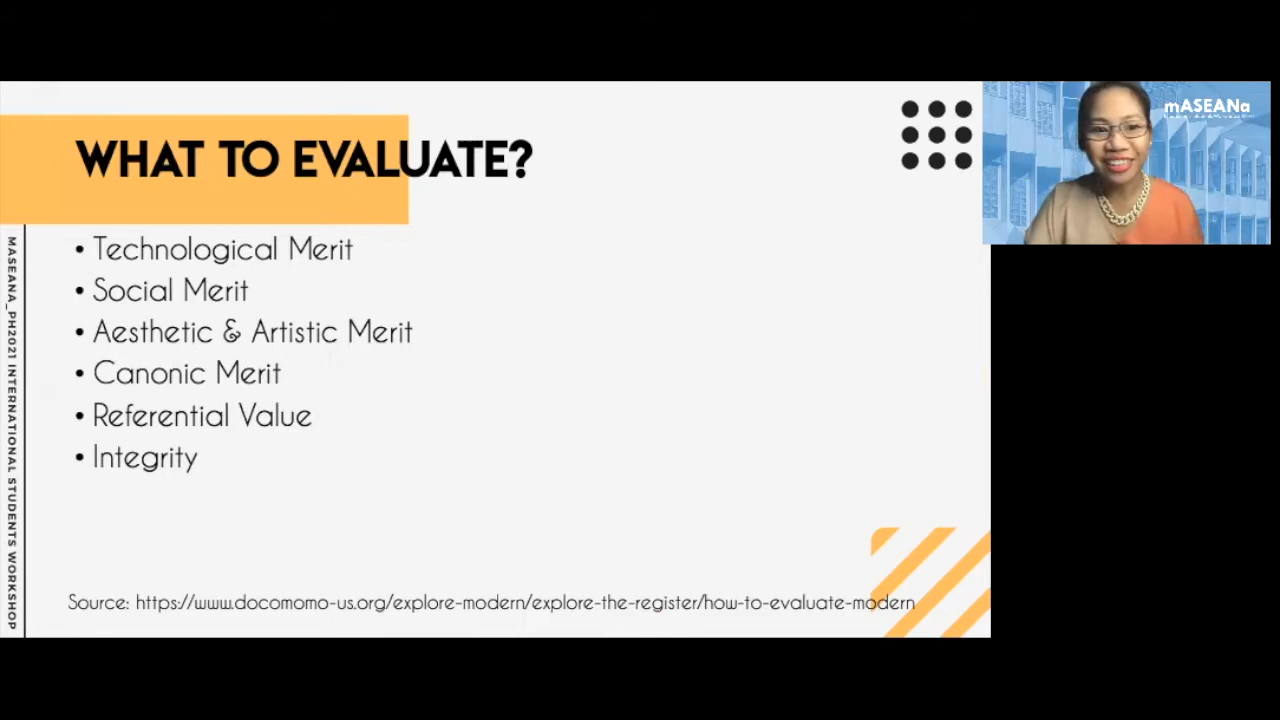 WHAT TO EVALUATE?
• Technological Merit
• Social Merit
• Aesthetic & Artistic Merit
• Canonic Merit
• Referential Value
• Integrity
Source: https://www.docomomo-us.org/explore-modern/explore-the-register/how-to-evaluate-modern
MASEANA_PH2021 INTERNATIONAL STUDENTS WORKSHOP
mASEANa